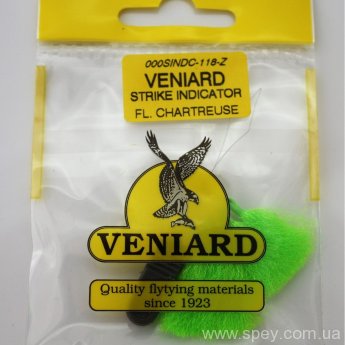 000SINDC-118-Z
VENIARD
STRIKE INDICATOR
FL. CHARTREUSE
VENIARD
Quality flytying materials
since 1923
www.spey.com.ua